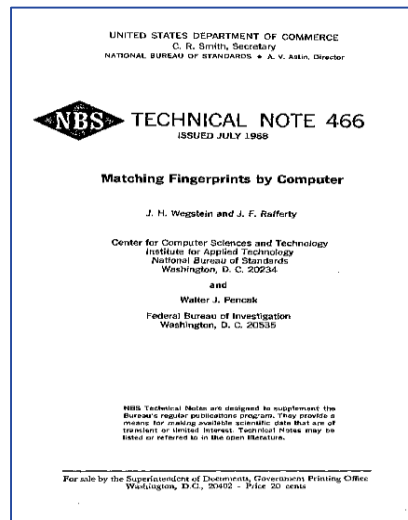 UNITED STATES DEPARTMENT OF COMMERCE
C. R. Smith, Secretary
NATIONAL BUREAU OF STANDARDS ● A. V. Astin, Director
NBS
TECHNICAL NOTE 466
ISSUED JULY 1968
Matching Fingerprints by Computer
J. H. Wegstein and J. F. Rafferty
Center for Computer Sciences and Technology
Institute for Applied Technology
National Bureau of Standards
Washington, D. C. 20234
and
Walter J. Pencak
Federal Bureau of Investigation
Washington, D. C. 20535
NBS Technical Notes are designed to supplement the
Bureau's regular publications program. They provide a
means for making available scientific data that are of
transient or limited interest. Technical Notes may be
listed or referred to in the open literature.
For sale by the Superintendent of Documents, Government Printing Office
Washington, D.C., 20402 - Price 20 cents